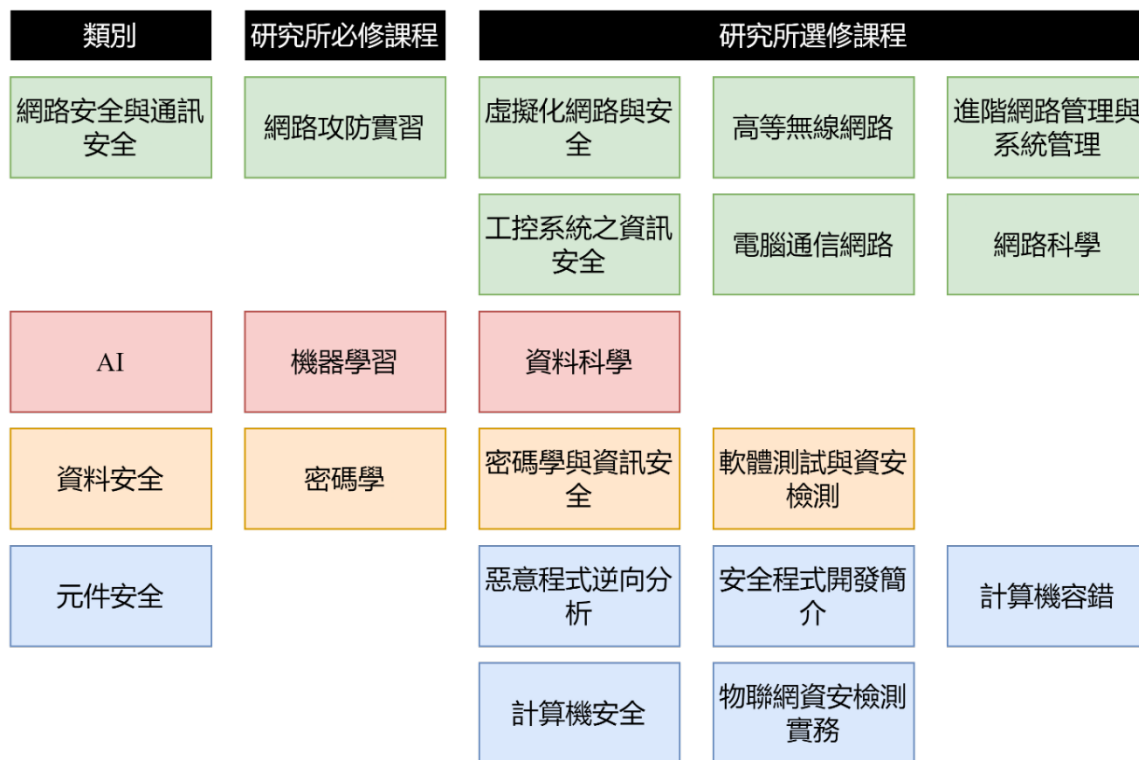 類別
研究所必修課程
研究所選修課程
網路安全與通訊
安全
網路攻防實習
虛擬化網路與安
全
高等無線網路
進階網路管理與
系統管理
工控系統之資訊
安全
電腦通信網路
網路科學
AI
機器學習
資料科學
資料安全
密碼學
密碼學與資訊安
全
軟體測試與資安
檢測
元件安全
惡意程式逆向分
析
安全程式開發簡
介
計算機容錯
計算機安全
物聯網資安檢測
實務